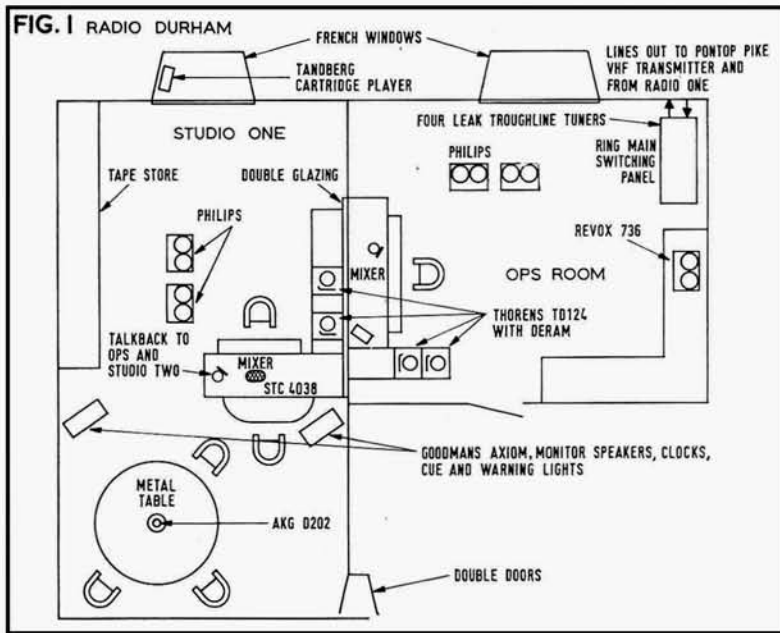 FIG. 1 RADIO DURHAM
FRENCH WINDOWS
LINES OUT TO PONTOP PIKE
VHF TRANSMITTER AND
FROM RADIO ONE
TANDBERG
CARTRIDGE PLAYER
STUDIO ONE
FOUR LEAK TROUGHLINE TUNERS
PHILIPS
RING MAIN
SWITCHING
PANEL
TAPE STORE
DOUBLE GLAZING
PHILIPS
REVOX 736
MIXER
OPS ROOM
THORENS TD124
WITH DERAM
TALKBACK TO
OPS AND
STUDIO TWO
MIXER
STC 4038
GOODMANS AXIOM, MONITOR SPEAKERS, CLOCKS,
CUE AND WARNING LIGHTS
METAL
TABLE
AKG D202
DOUBLE DOORS